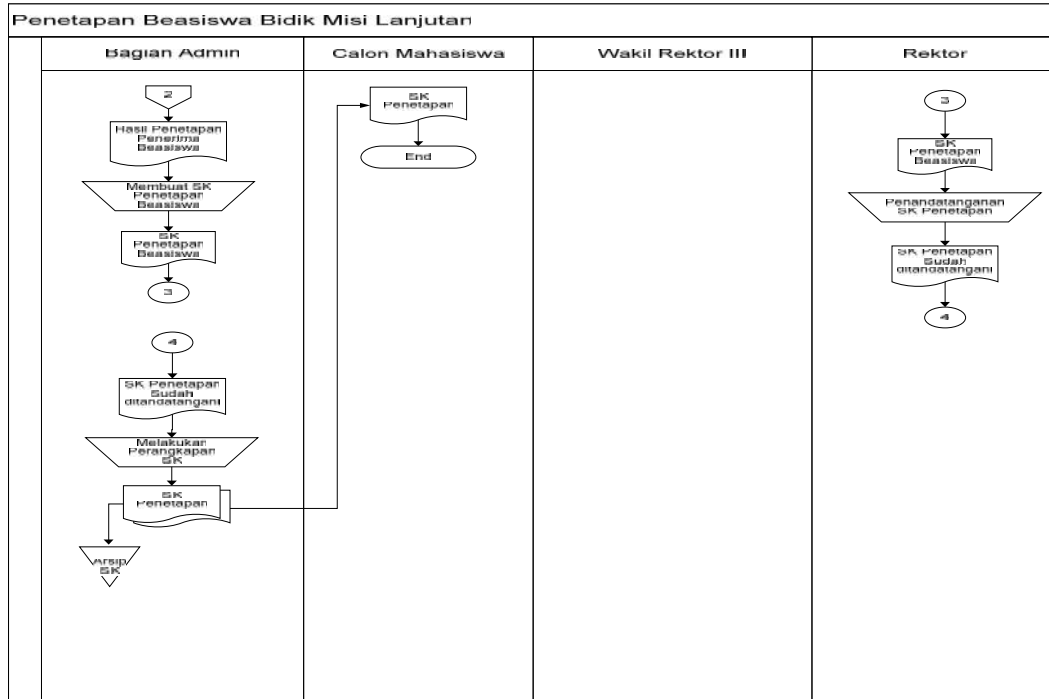 Penetapan Beasiswa Bidik Misi Lanjutan
Bagian Admin
Calon Mahasiswa
Wakil Rektor III
Rektor
2
Hasil Penetapan
Penerima
Beasiswa
Membuat SK
Penetapan
Beasiswa
SK
Penetapan
Beasiswa
3
4
SK Penetapan
Sudah
ditandatangani
Melakukan
Perangkapan
SK
SK
Penetapan
Arsip
SK
SK
Penetapan
End
3
SK
Penetapan
Beasiswa
Penandatanganan
SK Penetapan
SK Penetapan
Sudah
ditandatangani
4